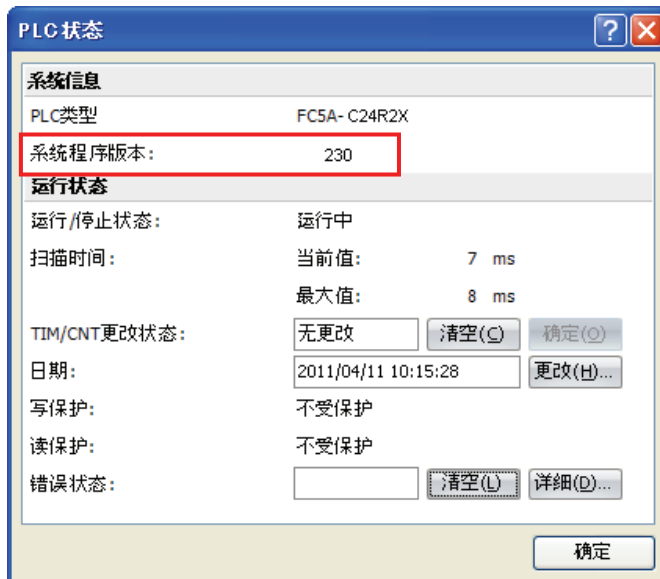 PLC状态
系统信息
PLC类型 FC5A-C24R2X
系统程序版本: 230
运行状态
运行/停止状态: 运行中
扫描时间: 当前值: 7 ms
最大值: 8 ms
TIM/CNT更改状态: 无更改 清空(C) 确定(O)
日期: 2011/04/11 10:15:28 更改(H)...
写保护: 不受保护
读保护: 不受保护
错误状态: 清空(L) 详细(D)...
确定